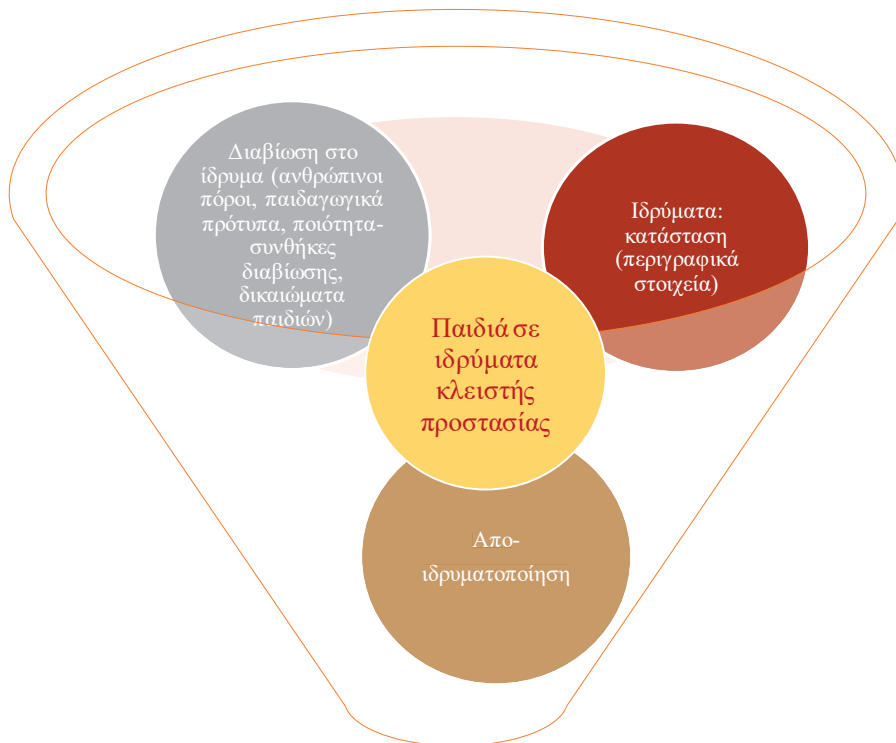 Διαβίωση στο
ίδρυμα (ανθρώπινοι
πόροι, παιδαγωγικά
πρότυπα, ποιότητα-
συνθήκες
διαβίωσης,
δικαιώματα
παιδιών)
Ιδρύματα:
κατάσταση
(περιγραφικά
στοιχεία)
Παιδιά σε
ιδρύματα
κλειστής
προστασίας
Απο-
ιδρυματοποίηση